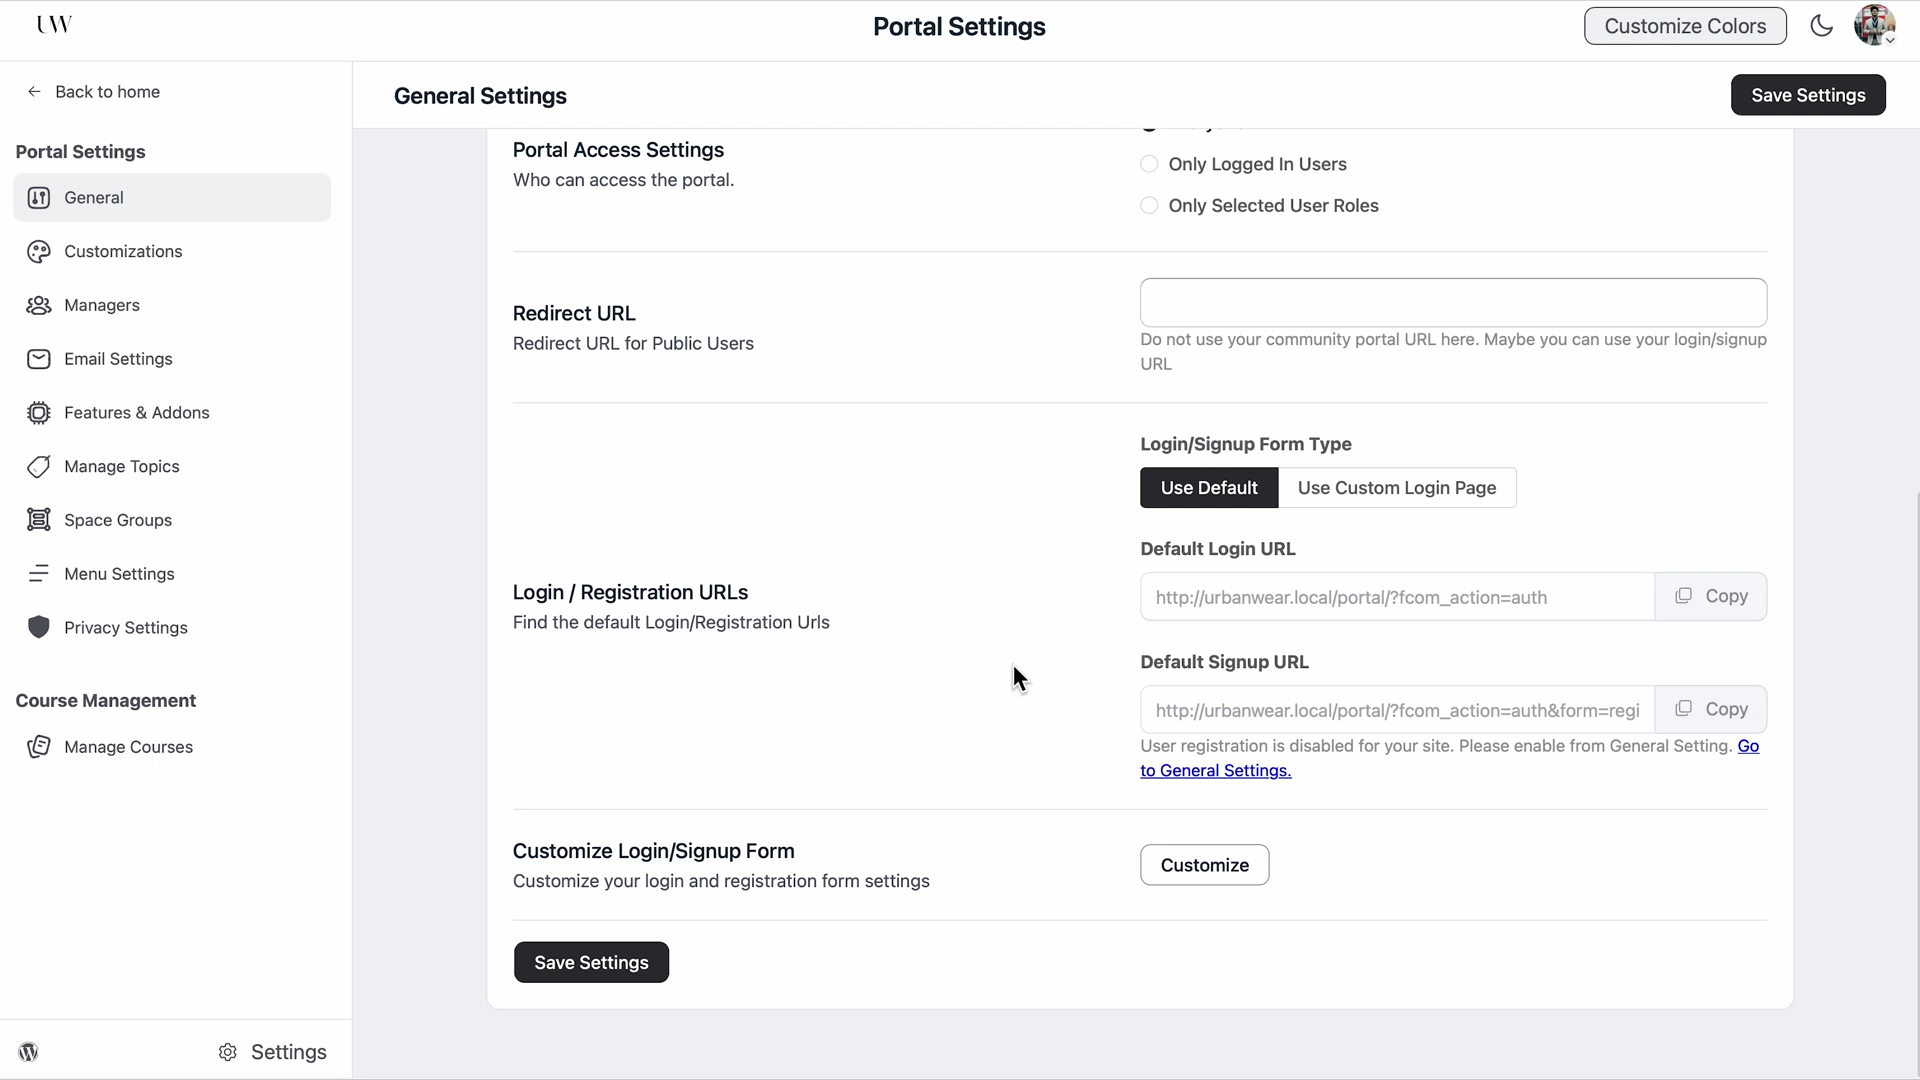 UW
Portal Settings
Customize Colors
Back to home
General Settings
Save Settings
Portal Settings
General
Customizations
Managers
Email Settings
Features & Addons
Manage Topics
Space Groups
Menu Settings
Privacy Settings
Course Management
Manage Courses
Settings
Portal Access Settings
Who can access the portal.
Only Logged In Users
Only Selected User Roles
Redirect URL
Redirect URL for Public Users
Do not use your community portal URL here. Maybe you can use your login/signup
URL
Login / Registration URLs
Find the default Login/Registration Urls
Login/Signup Form Type
Use Default
Use Custom Login Page
Default Login URL
http://urbanwear.local/portal/?fcom_action=auth
Copy
Default Signup URL
http://urbanwear.local/portal/?fcom_action=auth&form=regi
Copy
User registration is disabled for your site. Please enable from General Setting. Go
to General Settings.
Customize Login/Signup Form
Customize your login and registration form settings
Customize
Save Settings